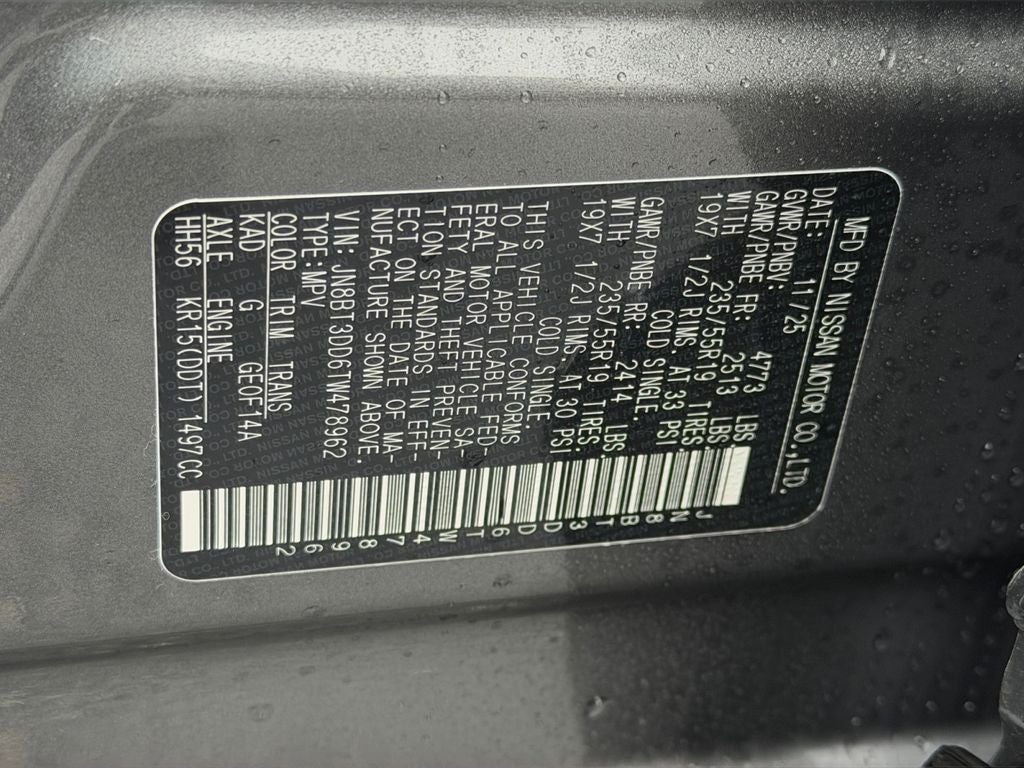 MFD BY NISSAN MOTOR CO.,LTD.
DATE: 11/25
GVWR/PNBV: 4773 LBS.
GAWR/PNBE FR: 2513 LBS.
WITH 235/55R19 TIRES,
19X7 1/2J RIMS, AT 33 PSI
COLD SINGLE.
GAWR/PNBE RR: 2414 LBS.
WITH 235/55R19 TIRES,
19X7 1/2J RIMS, AT 30 PSI
COLD SINGLE.
THIS VEHICLE CONFORMS
TO ALL APPLICABLE FED-
ERAL MOTOR VEHICLE SA-
FETY AND THEFT PREVEN-
TION STANDARDS IN EFF-
ECT ON THE DATE OF MA-
NUFACTURE SHOWN ABOVE.
VIN: JN8BT3DD6TW478962
TYPE: MPV
COLOR TRIM TRANS
KAD G GE0F14A
AXLE ENGINE
HH56 KR15(DDT) 1497CC
JN8BT3DD6TW478962